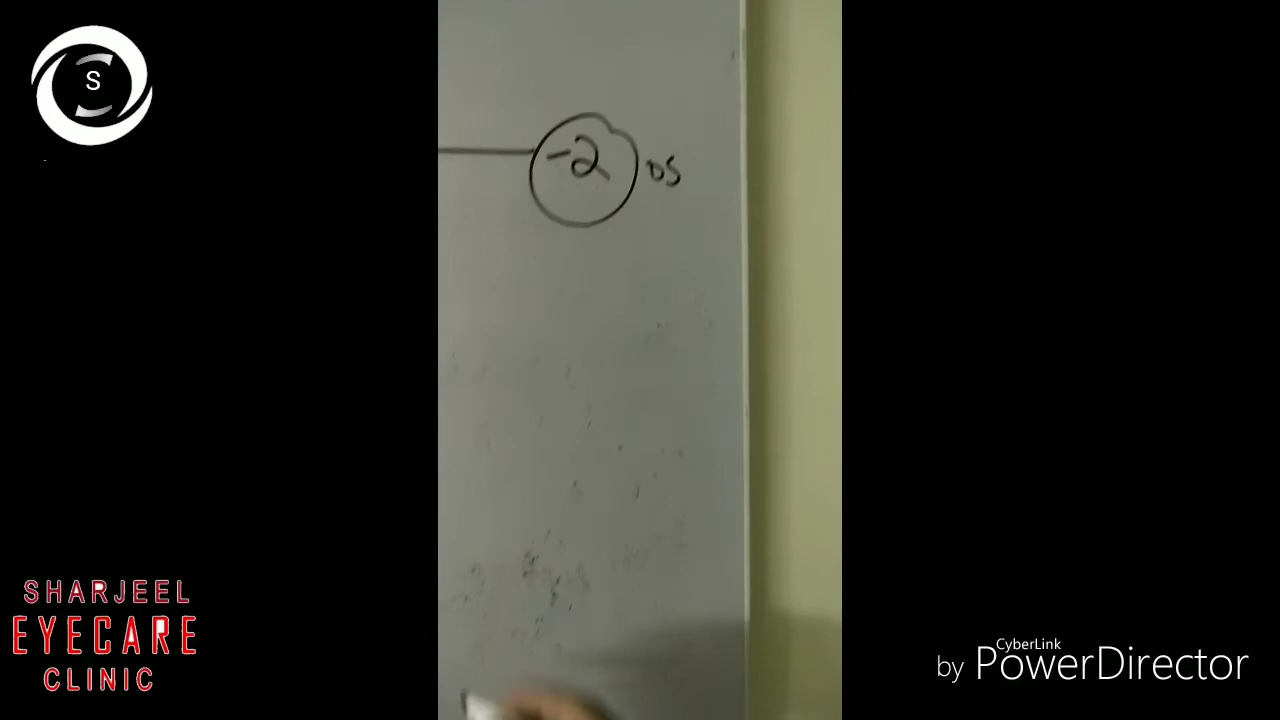 S
-2 DS
SHARJEEL
EYECARE
CLINIC
CyberLink
by PowerDirector